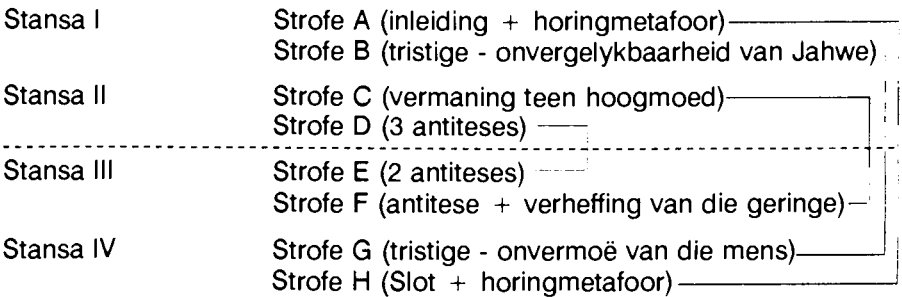 Stansa I Strofe A (inleiding + horingmetafoor)
Strofe B (tristige - onvergelykbaarheid van Jahwe)
Stansa II Strofe C (vermaning teen hoogmoed)
Strofe D (3 antiteses)
Stansa III Strofe E (2 antiteses)
Strofe F (antitese + verheffing van die geringe)
Stansa IV Strofe G (tristige - onvermoë van die mens)
Strofe H (Slot + horingmetafoor)